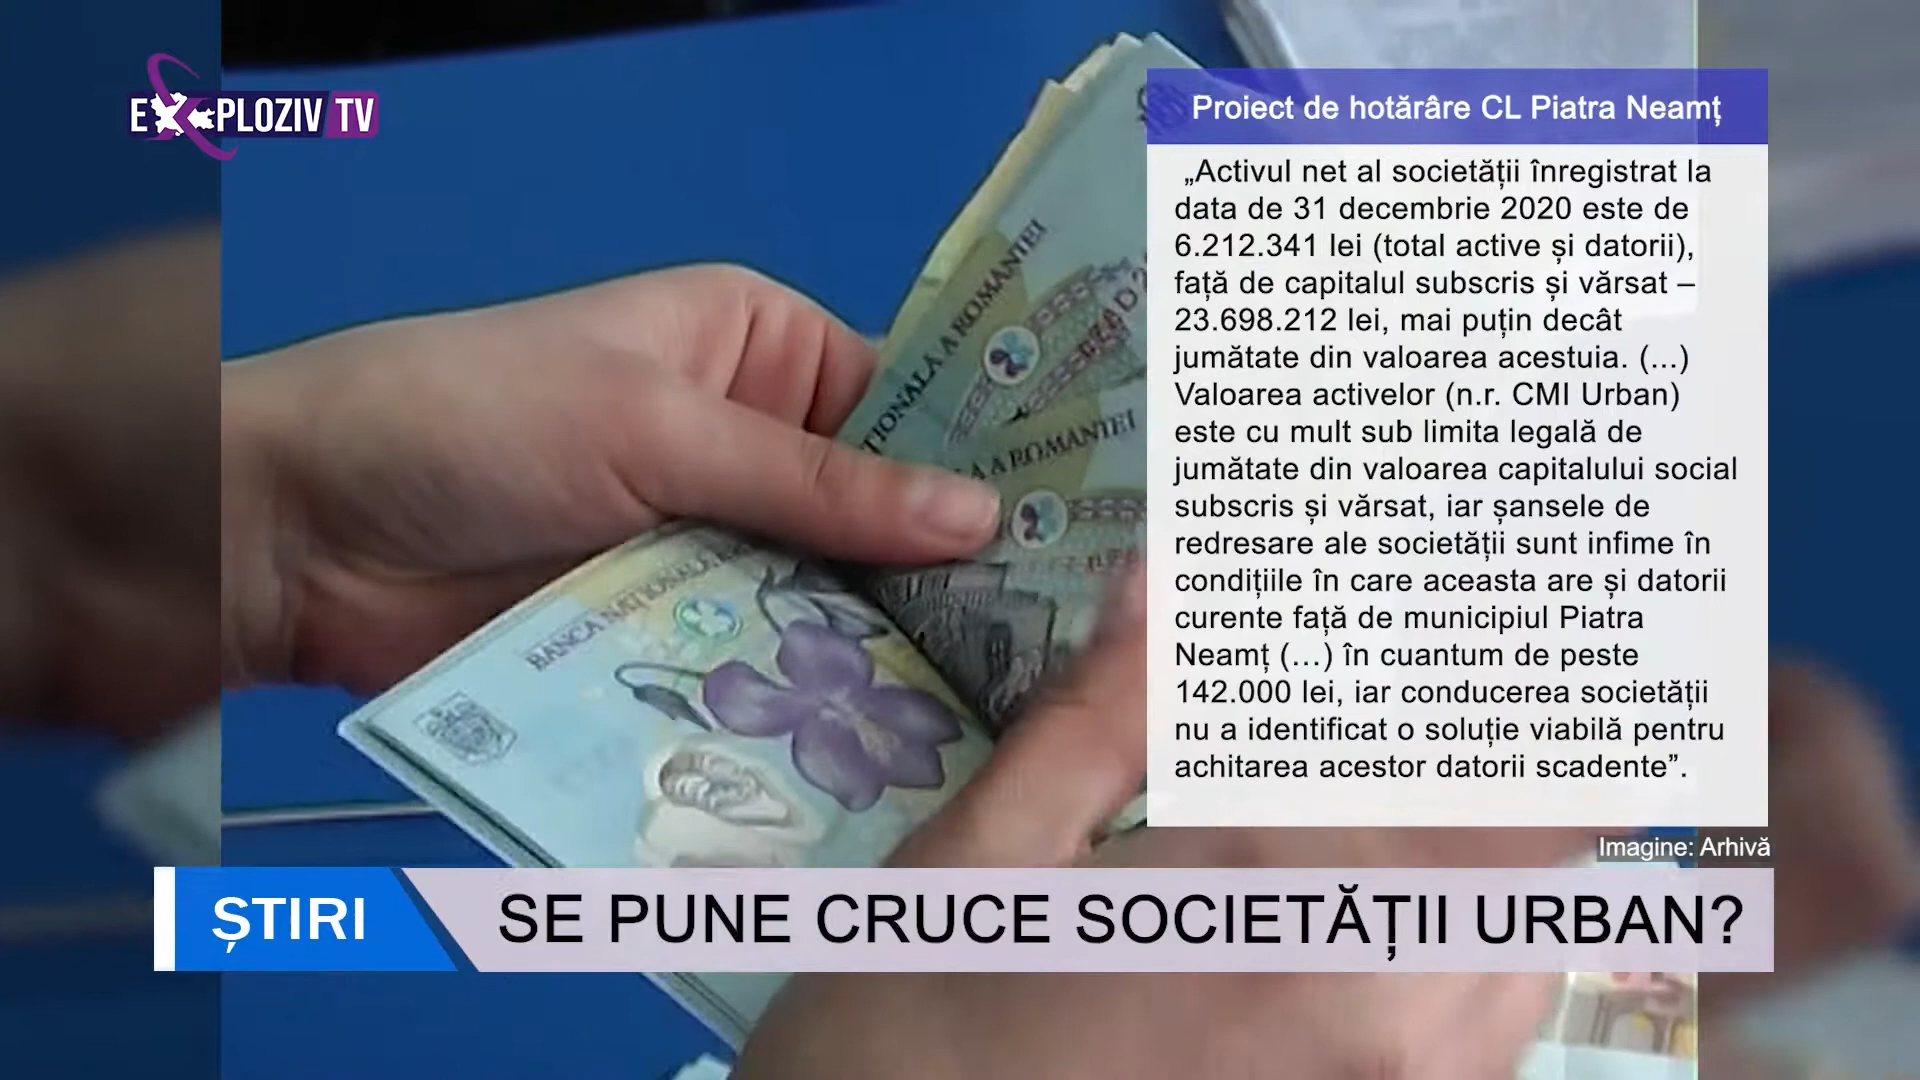 EXPLOZIV TV
Proiect de hotărâre CL Piatra Neamț
„Activul net al societății înregistrat la
data de 31 decembrie 2020 este de
6.212.341 lei (total active și datorii),
față de capitalul subscris și vărsat –
23.698.212 lei, mai puțin decât
jumătate din valoarea acestuia. (...)
Valoarea activelor (n.r. CMI Urban)
este cu mult sub limita legală de
jumătate din valoarea capitalului social
subscris și vărsat, iar șansele de
redresare ale societății sunt infime în
condițiile în care aceasta are și datorii
curente față de municipiul Piatra
Neamț (...) în cuantum de peste
142.000 lei, iar conducerea societății
nu a identificat o soluție viabilă pentru
achitarea acestor datorii scadente”.
Imagine: Arhivă
A ROMANIEI
A ROMANIEI
BANCA NAȚIONALĂ
ȘTIRI
SE PUNE CRUCE SOCIETĂȚII URBAN?